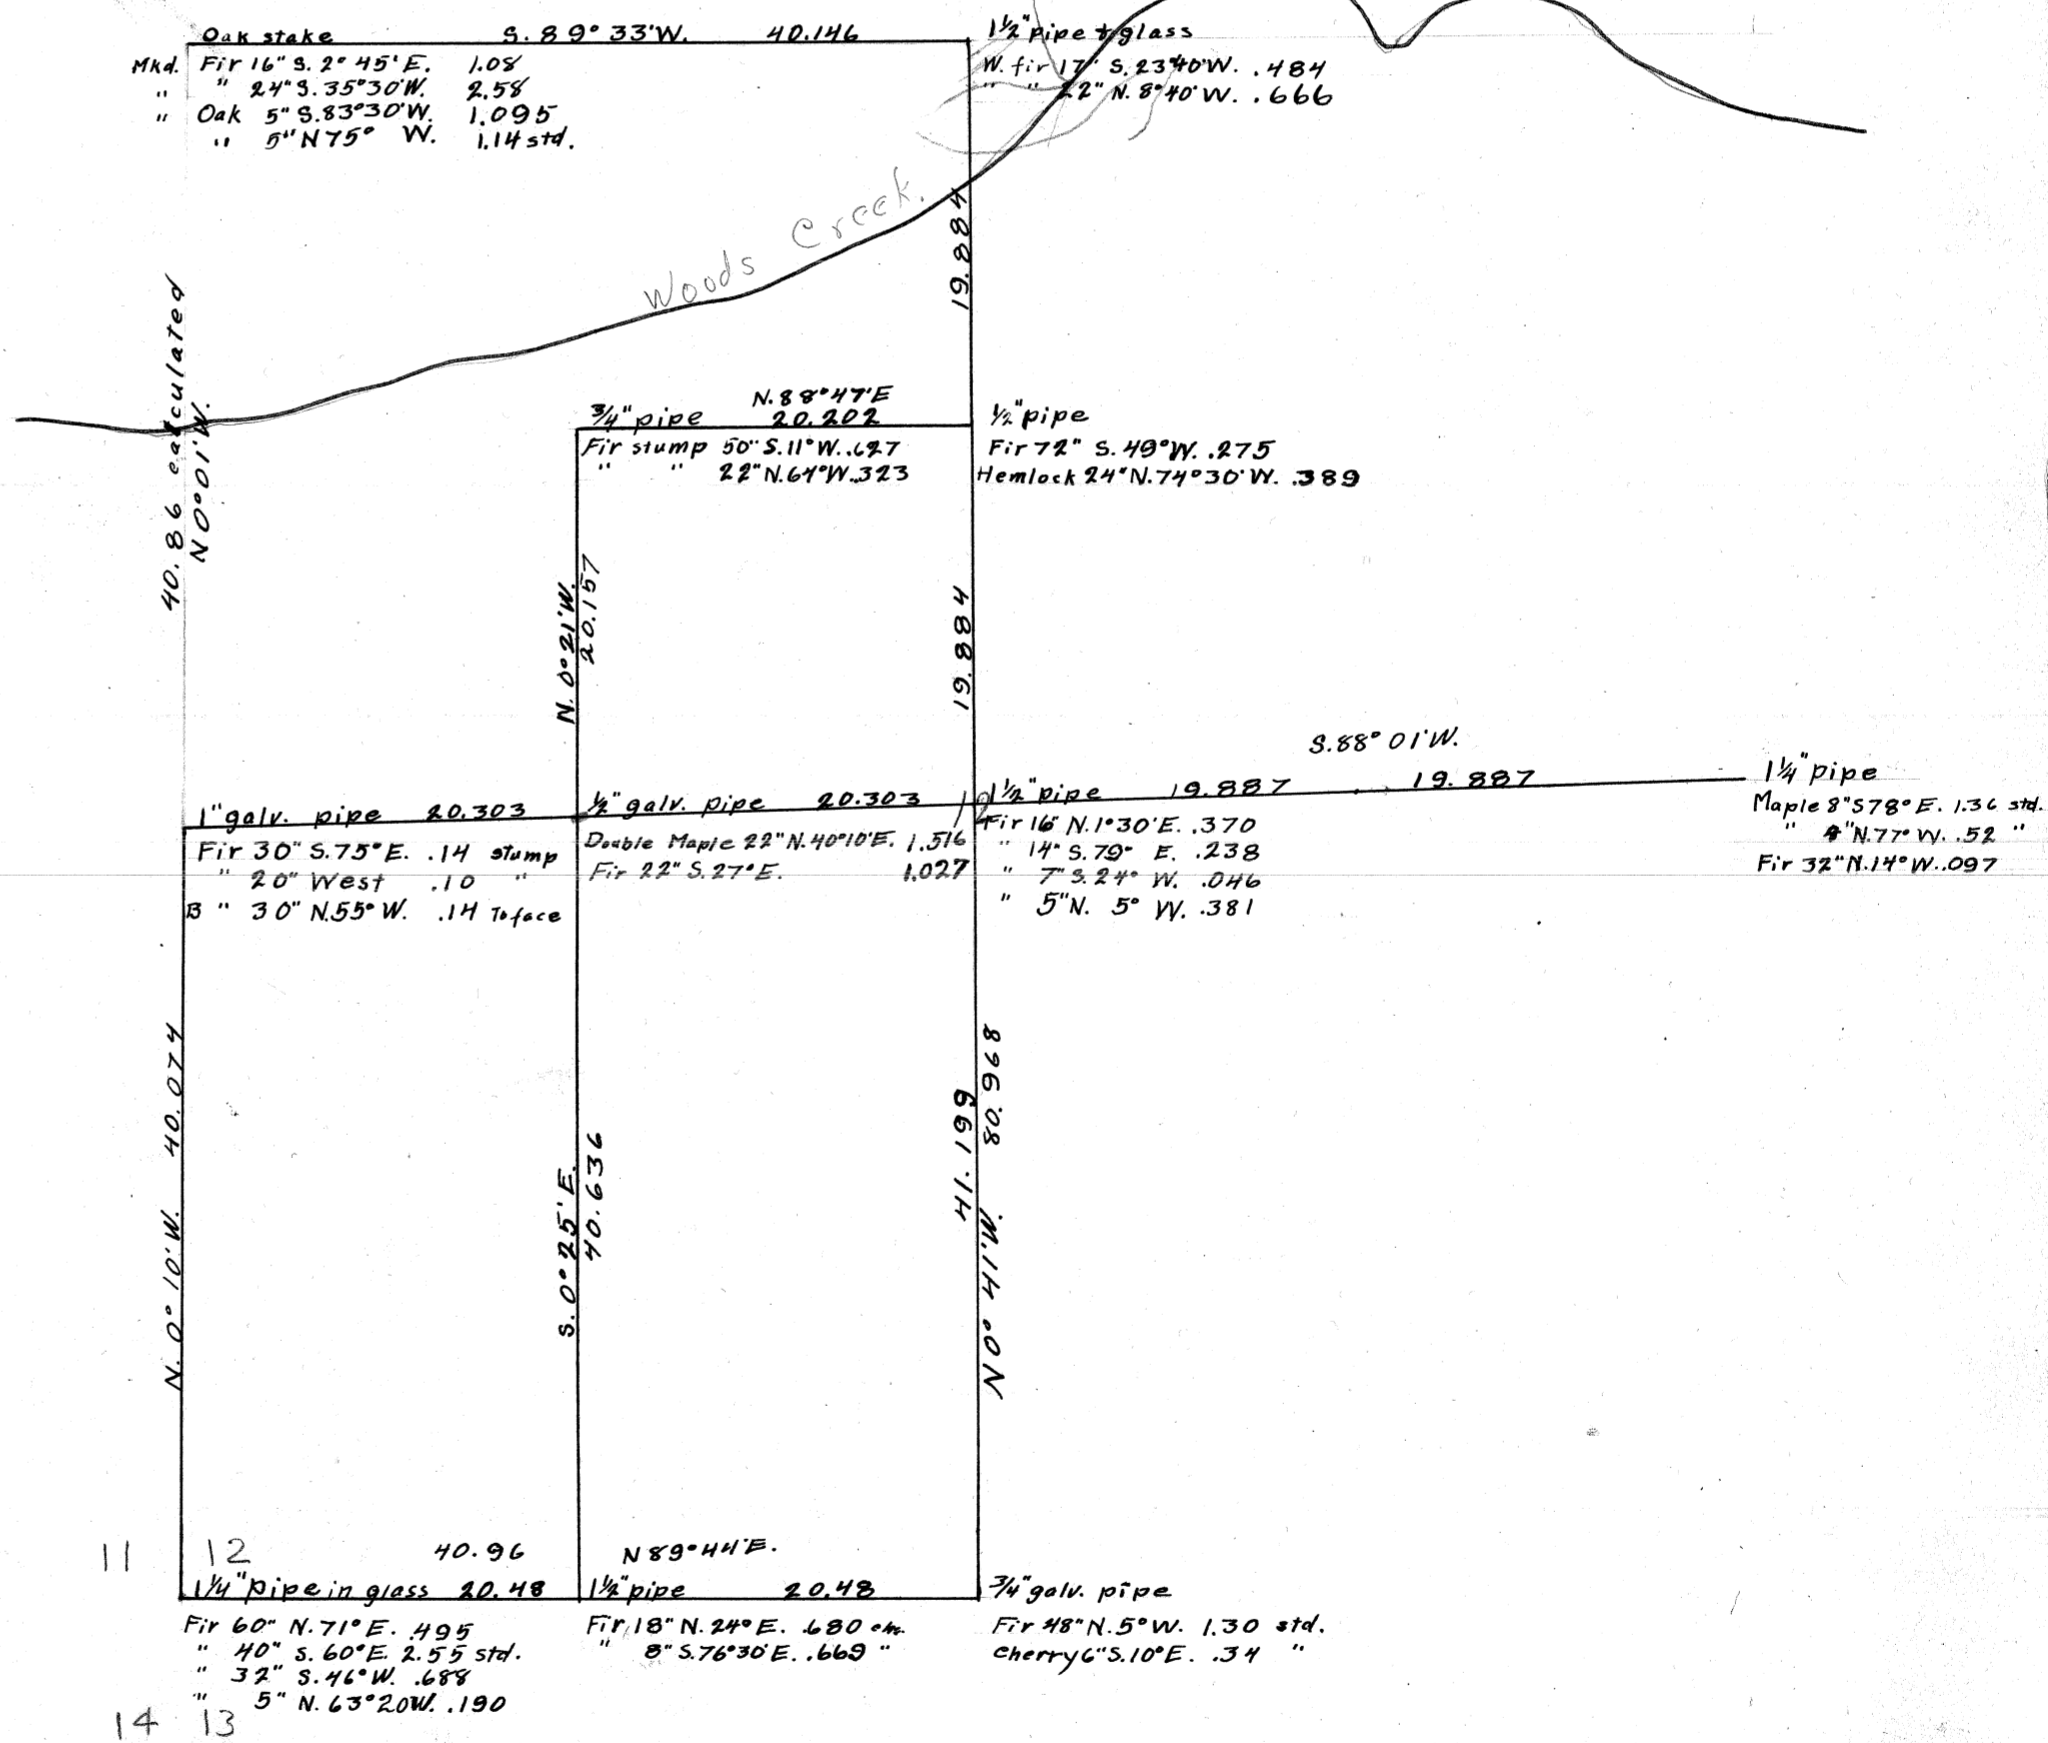 Oak stake S. 89° 33'W. 40.146
Mkd. Fir 16" S. 2° 45' E. 1.08
" " 24" S. 35° 30' W. 2.58
" Oak 5" S. 83° 30' W. 1.095
" 5" N 75° W. 1.14 std.
1½" pipe & glass
W. fir 17" S. 23°40' W. .484
" " 22" N. 8°40' W. .666
Woods Creek.
19.884
40.86 calculated
N 0° 01' W.
N. 88° 47' E
¾" pipe 20.202
Fir stump 50" S. 11° W. .627
" " 22" N. 64° W. .323
½" pipe
Fir 72" S. 49° W. .275
Hemlock 24" N. 74° 30' W. .389
N. 0° 21' W.
20.157
19.884
S. 88° 01' W.
1" galv. pipe 20.303
Fir 30" S. 75° E. .14 stump
" 20" West .10 "
B " 30" N. 55° W. .14 To face
½" galv. pipe 20.303
Double Maple 22" N. 40° 10' E. 1.516
Fir 22" S. 27° E. 1.027
12
1½" pipe 19.887 19.887
Fir 16" N. 1° 30' E. .370
" 14" S. 79° E. .238
" 7" S. 24° W. .046
" 5" N. 5° W. .381
1¼" pipe
Maple 8" S 78° E. 1.36 std.
" N. 77° W. .52 "
Fir 32" N. 14° W. .097
N. 0° 10' W. 40.074
S. 0° 25' E.
40.636
41.199
N 0° 41' W. 80.968
11 12
40.96 N 89° 44' E.
1¼" pipe in glass 20.48
Fir 60" N. 71° E. .495
" 40" S. 60° E. 2.55 std.
" 32" S. 46° W. .688
" 5" N. 63° 20 W. .190
14 13
1½" pipe 20.48
Fir 18" N. 24° E. .680 chs.
" 8" S. 76° 30' E. .669 "
¾" galv. pipe
Fir 48" N. 5° W. 1.30 std.
Cherry 6" S. 10° E. .34 "